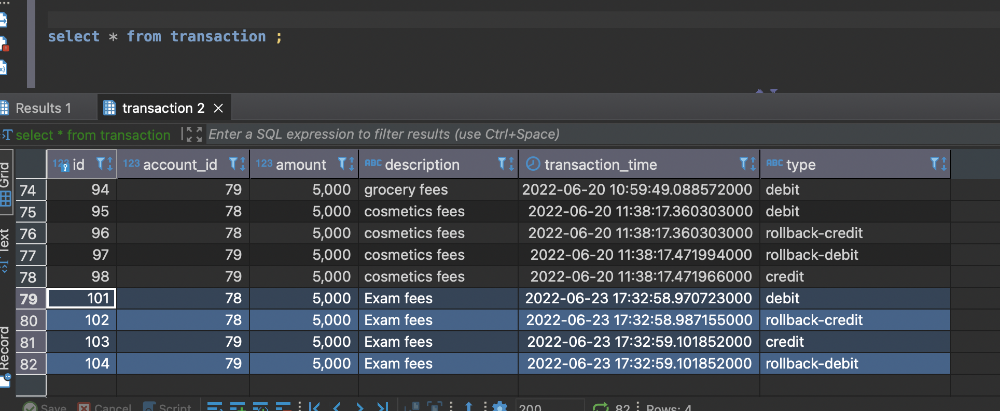 select * from transaction ;
Results 1
transaction 2
select * from transaction
Enter a SQL expression to filter results (use Ctrl+Space)
Grid
Text
Record
123 id 123 account_id 123 amount ABC description transaction_time ABC type
74 94 79 5,000 grocery fees 2022-06-20 10:59:49.088572000 debit
75 95 78 5,000 cosmetics fees 2022-06-20 11:38:17.360303000 debit
76 96 78 5,000 cosmetics fees 2022-06-20 11:38:17.360303000 rollback-credit
77 97 79 5,000 cosmetics fees 2022-06-20 11:38:17.471994000 rollback-debit
78 98 79 5,000 cosmetics fees 2022-06-20 11:38:17.471966000 credit
79 101 78 5,000 Exam fees 2022-06-23 17:32:58.970723000 debit
80 102 78 5,000 Exam fees 2022-06-23 17:32:58.987155000 rollback-credit
81 103 79 5,000 Exam fees 2022-06-23 17:32:59.101852000 credit
82 104 79 5,000 Exam fees 2022-06-23 17:32:59.101852000 rollback-debit
Save Cancel Script 200 82 Rows: 4